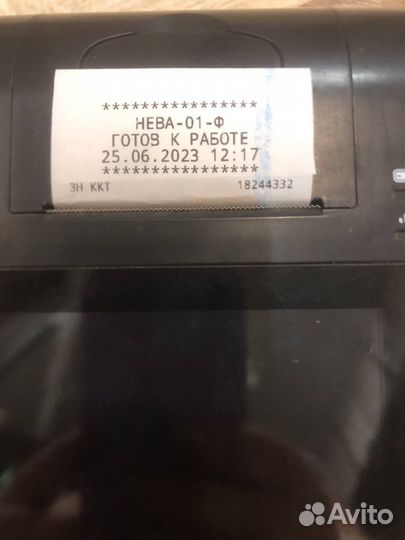 ****************
НЕВА-01-Ф
ГОТОВ К РАБОТЕ
25.06.2023 12:17
****************
ЗН ККТ 18244332
Avito